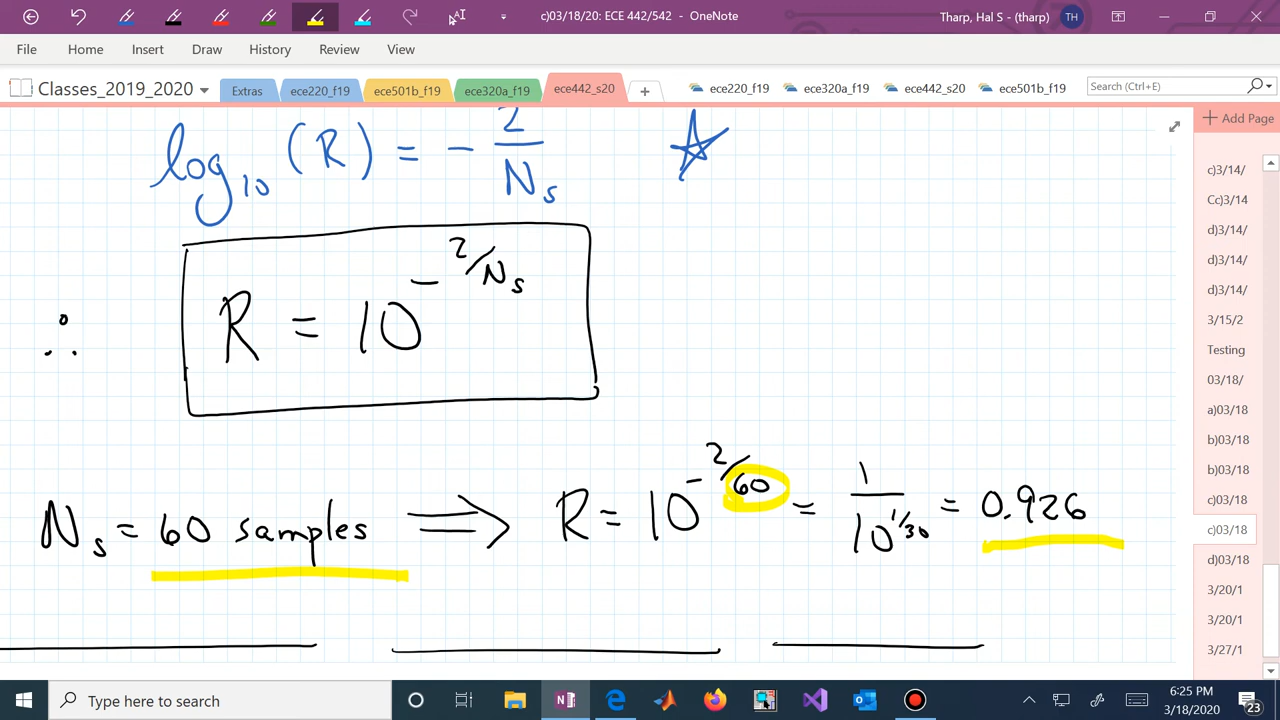 c)03/18/20: ECE 442/542 - OneNote
Tharp, Hal S - (tharp)
TH
File Home Insert Draw History Review View
Classes_2019_2020
Extras
ece220_f19
ece501b_f19
ece320a_f19
ece442_s20
ece220_f19
ece320a_f19
ece442_s20
ece501b_f19
Search (Ctrl+E)
Add Page
log₁₀ (R) = - 2/Nₛ
∴ R = 10^(-2/Nₛ)
Nₛ = 60 samples ⟹ R = 10^(-2/60) = 1/10^(1/30) = 0.926
c)3/14/
Cc)3/14
d)3/14/
d)3/14/
d)3/14/
3/15/2
Testing
03/18/
a)03/18
b)03/18
b)03/18
c)03/18
c)03/18
d)03/18
3/20/1
3/20/1
3/27/1
Type here to search
6:25 PM
3/18/2020
23